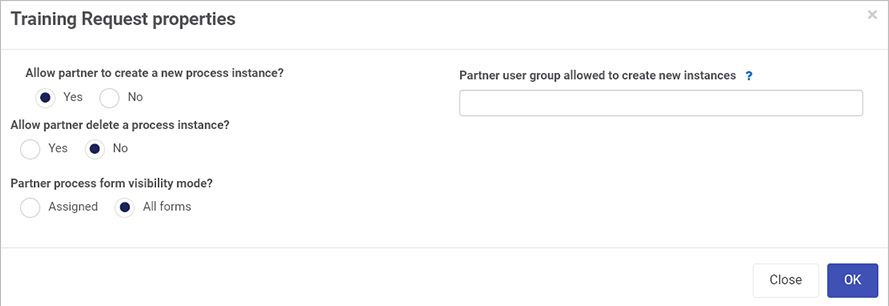 Training Request properties
×
Allow partner to create a new process instance?
Yes No
Partner user group allowed to create new instances ?
Allow partner delete a process instance?
Yes No
Partner process form visibility mode?
Assigned All forms
Close OK